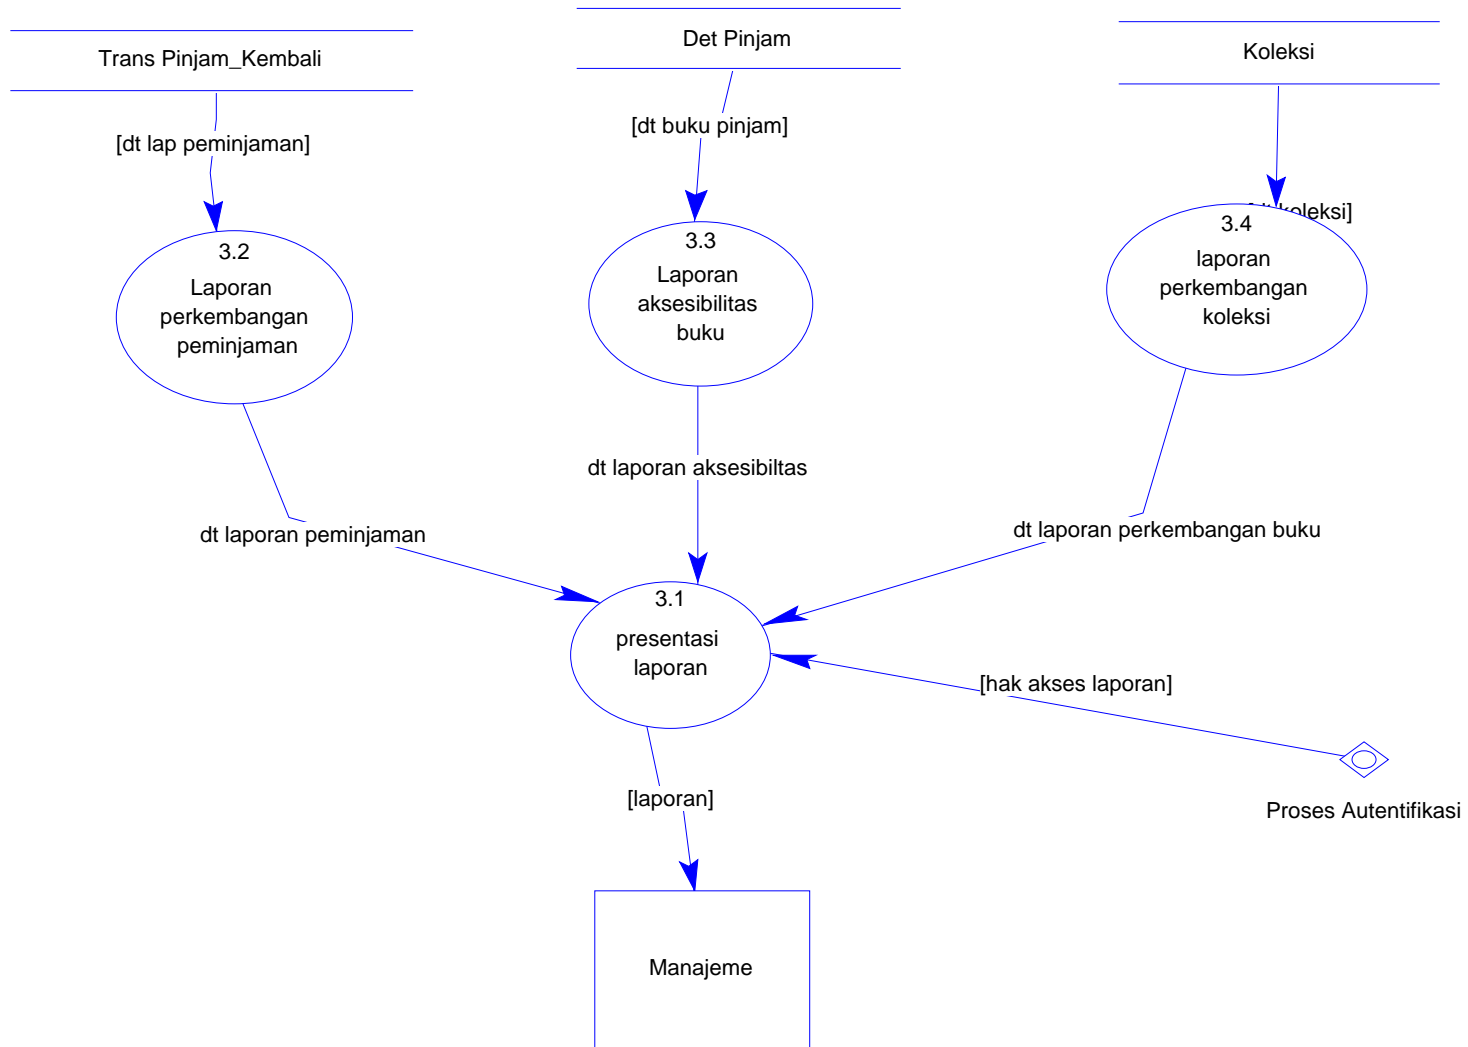 Trans Pinjam_Kembali
Det Pinjam
Koleksi
[dt lap peminjaman]
[dt buku pinjam]
koleksi]
3.2
Laporan
perkembangan
peminjaman
3.3
Laporan
aksesibilitas
buku
3.4
laporan
perkembangan
koleksi
dt laporan peminjaman
dt laporan aksesibiltas
dt laporan perkembangan buku
3.1
presentasi
laporan
[hak akses laporan]
[laporan]
Proses Autentifikasi
Manajeme